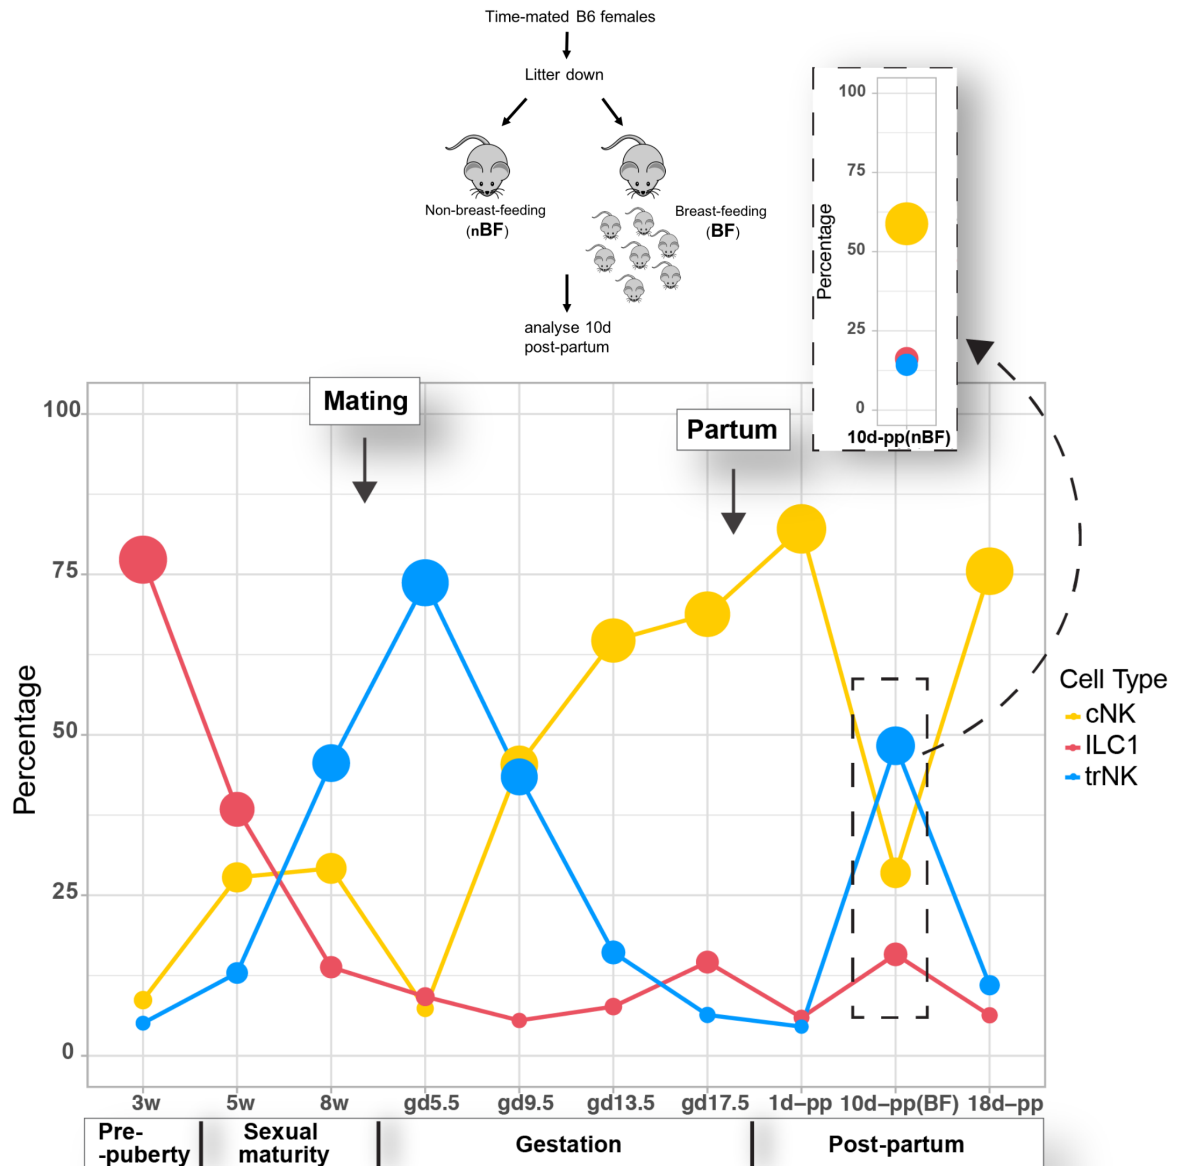 Time-mated B6 females
Litter down
Non-breast-feeding
(nBF)
Breast-feeding
(BF)
analyse 10d
post-partum
100
75
50
25
0
Percentage
10d-pp(nBF)
Mating
Partum
100
75
50
25
0
Percentage
Cell Type
cNK
ILC1
trNK
3w 5w 8w gd5.5 gd9.5 gd13.5 gd17.5 1d–pp 10d–pp(BF) 18d–pp
Pre-
-puberty
Sexual
maturity
Gestation
Post-partum